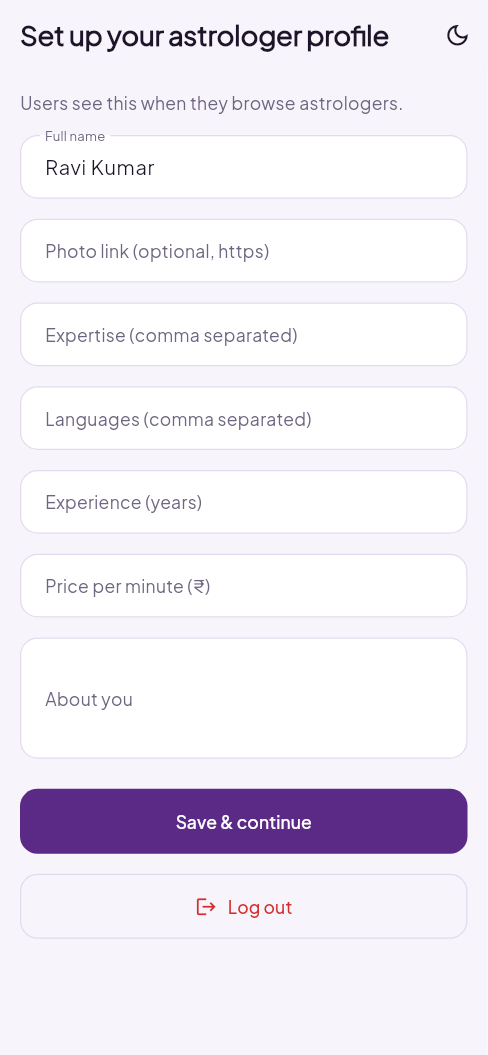 Set up your astrologer profile
Users see this when they browse astrologers.
Full name
Ravi Kumar
Photo link (optional, https)
Expertise (comma separated)
Languages (comma separated)
Experience (years)
Price per minute (₹)
About you
Save & continue
Log out